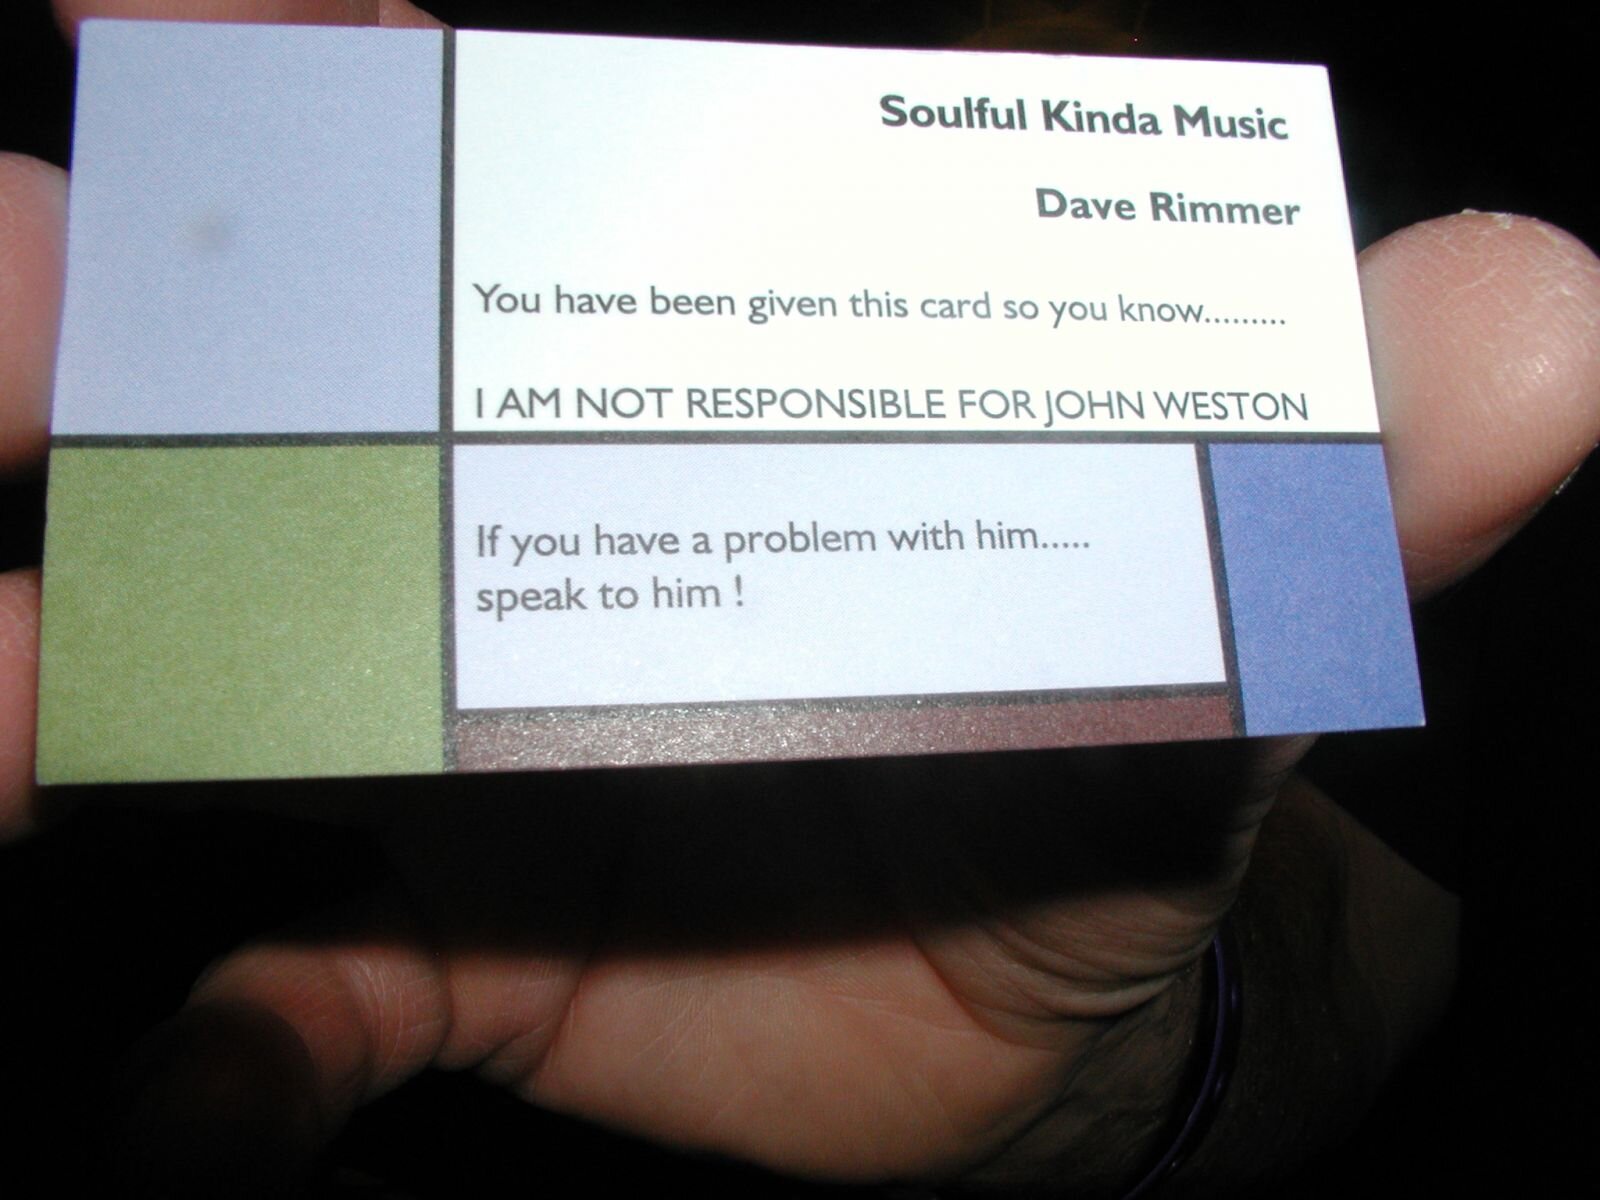 Soulful Kinda Music
Dave Rimmer
You have been given this card so you know.........
I AM NOT RESPONSIBLE FOR JOHN WESTON
If you have a problem with him.....
speak to him !